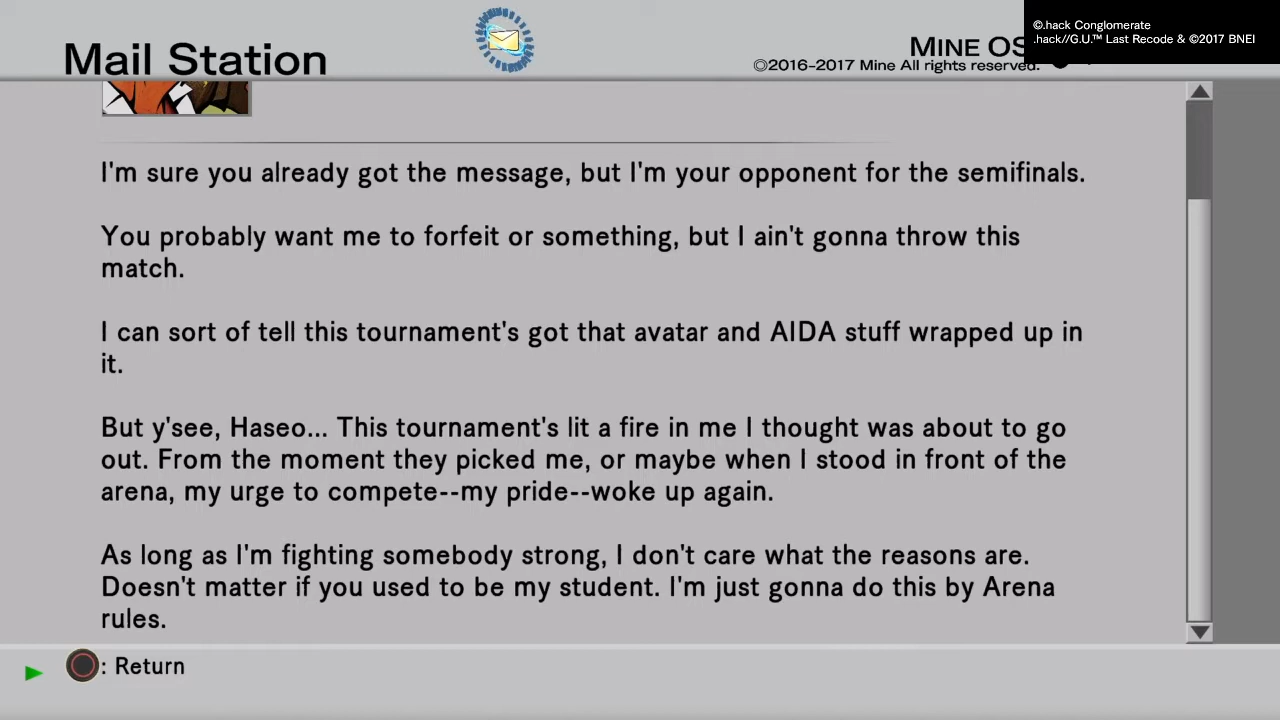 ©.hack Conglomerate
.hack//G.U.™ Last Recode & ©2017 BNEI
Mail Station
MINE OS
©2016-2017 Mine All rights reserved.
I'm sure you already got the message, but I'm your opponent for the semifinals.
You probably want me to forfeit or something, but I ain't gonna throw this
match.
I can sort of tell this tournament's got that avatar and AIDA stuff wrapped up in
it.
But y'see, Haseo... This tournament's lit a fire in me I thought was about to go
out. From the moment they picked me, or maybe when I stood in front of the
arena, my urge to compete--my pride--woke up again.
As long as I'm fighting somebody strong, I don't care what the reasons are.
Doesn't matter if you used to be my student. I'm just gonna do this by Arena
rules.
: Return